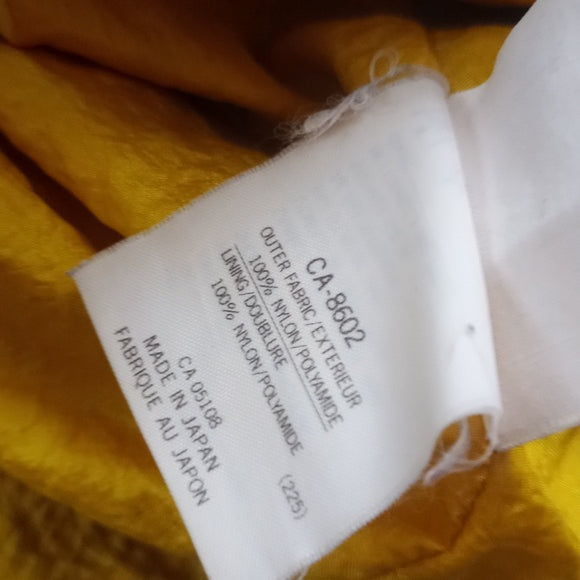 CA-8602
OUTER FABRIC/EXTERIEUR
100% NYLON/POLYAMIDE
LINING/DOUBLURE
100% NYLON/POLYAMIDE
(225)
CA 05108
MADE IN JAPAN
FABRIQUE AU JAPON